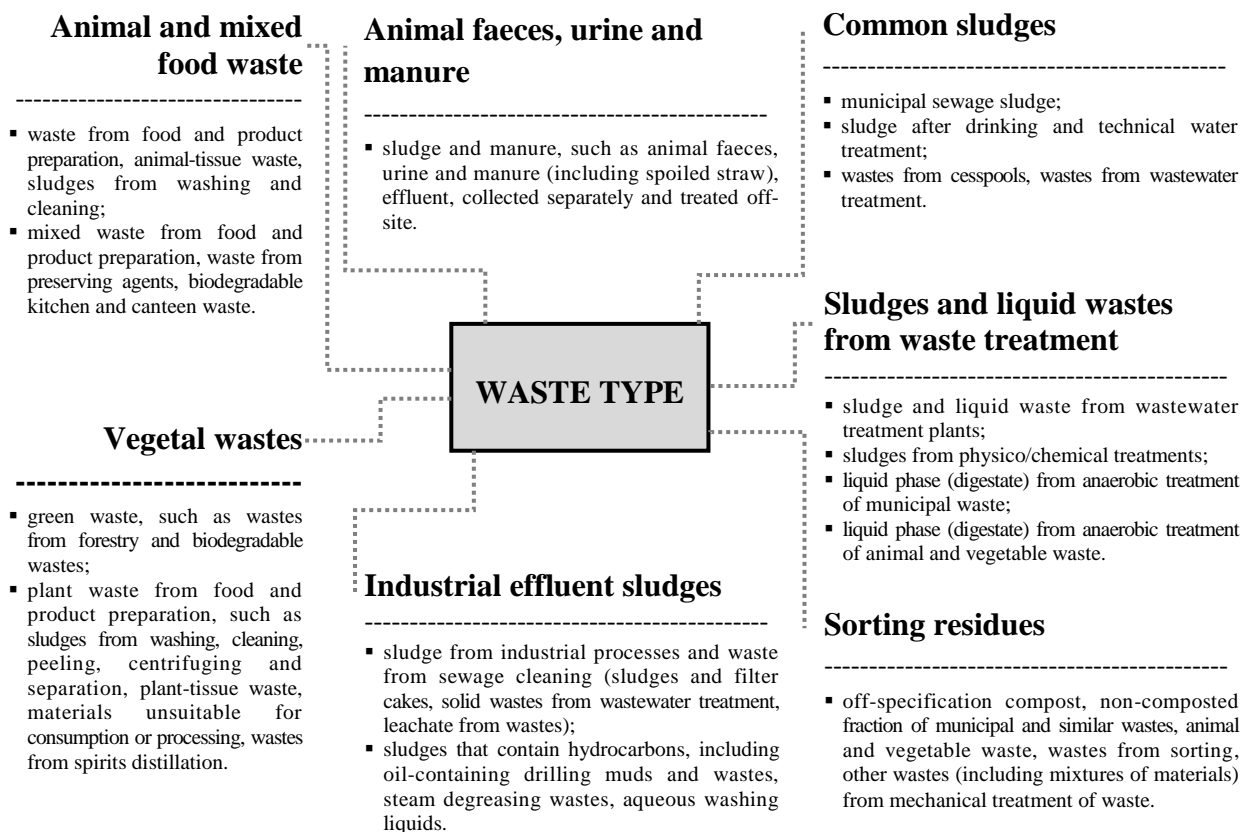 Animal and mixed
food waste
------------------------------
▪ waste from food and product
preparation, animal-tissue waste,
sludges from washing and
cleaning;
▪ mixed waste from food and
product preparation, waste from
preserving agents, biodegradable
kitchen and canteen waste.
Animal faeces, urine and
manure
------------------------------
▪ sludge and manure, such as animal faeces,
urine and manure (including spoiled straw),
effluent, collected separately and treated off-
site.
Common sludges
------------------------------
▪ municipal sewage sludge;
▪ sludge after drinking and technical water
treatment;
▪ wastes from cesspools, wastes from wastewater
treatment.
WASTE TYPE
Sludges and liquid wastes
from waste treatment
------------------------------
▪ sludge and liquid waste from wastewater
treatment plants;
▪ sludges from physico/chemical treatments;
▪ liquid phase (digestate) from anaerobic treatment
of municipal waste;
▪ liquid phase (digestate) from anaerobic treatment
of animal and vegetable waste.
Vegetal wastes
------------------------------
▪ green waste, such as wastes
from forestry and biodegradable
wastes;
▪ plant waste from food and
product preparation, such as
sludges from washing, cleaning,
peeling, centrifuging and
separation, plant-tissue waste,
materials unsuitable for
consumption or processing, wastes
from spirits distillation.
Industrial effluent sludges
------------------------------
▪ sludge from industrial processes and waste
from sewage cleaning (sludges and filter
cakes, solid wastes from wastewater treatment,
leachate from wastes);
▪ sludges that contain hydrocarbons, including
oil-containing drilling muds and wastes,
steam degreasing wastes, aqueous washing
liquids.
Sorting residues
------------------------------
▪ off-specification compost, non-composted
fraction of municipal and similar wastes, animal
and vegetable waste, wastes from sorting,
other wastes (including mixtures of materials)
from mechanical treatment of waste.